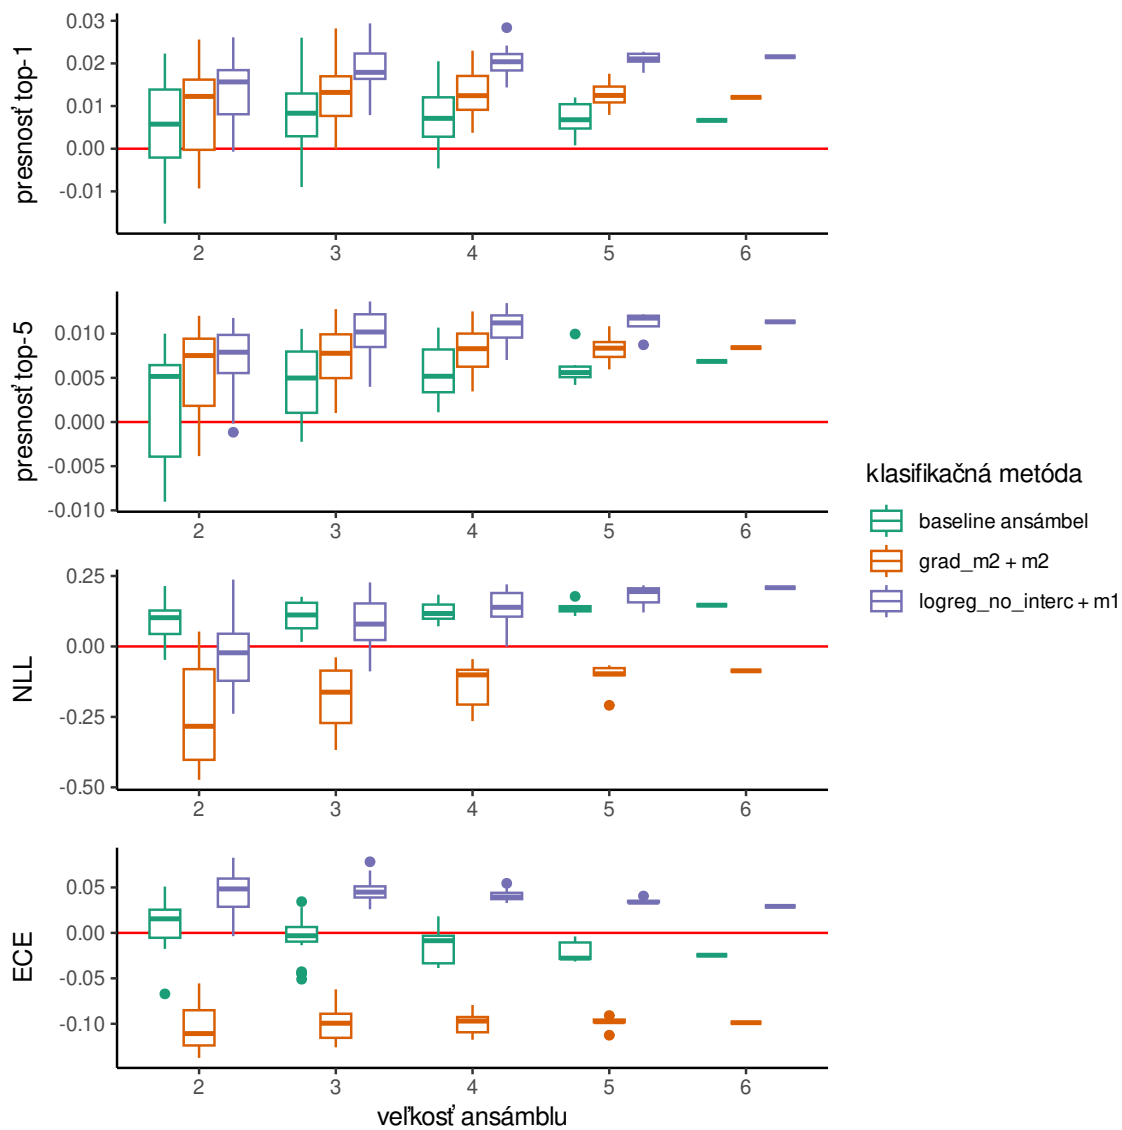 presnosť top-1
0.03
0.02
0.01
0.00
-0.01
2 3 4 5 6
presnosť top-5
0.010
0.005
0.000
-0.005
-0.010
2 3 4 5 6
NLL
0.25
0.00
-0.25
-0.50
2 3 4 5 6
ECE
0.05
0.00
-0.05
-0.10
2 3 4 5 6
veľkosť ansámblu
klasifikačná metóda
baseline ansámbel
grad_m2 + m2
logreg_no_interc + m1